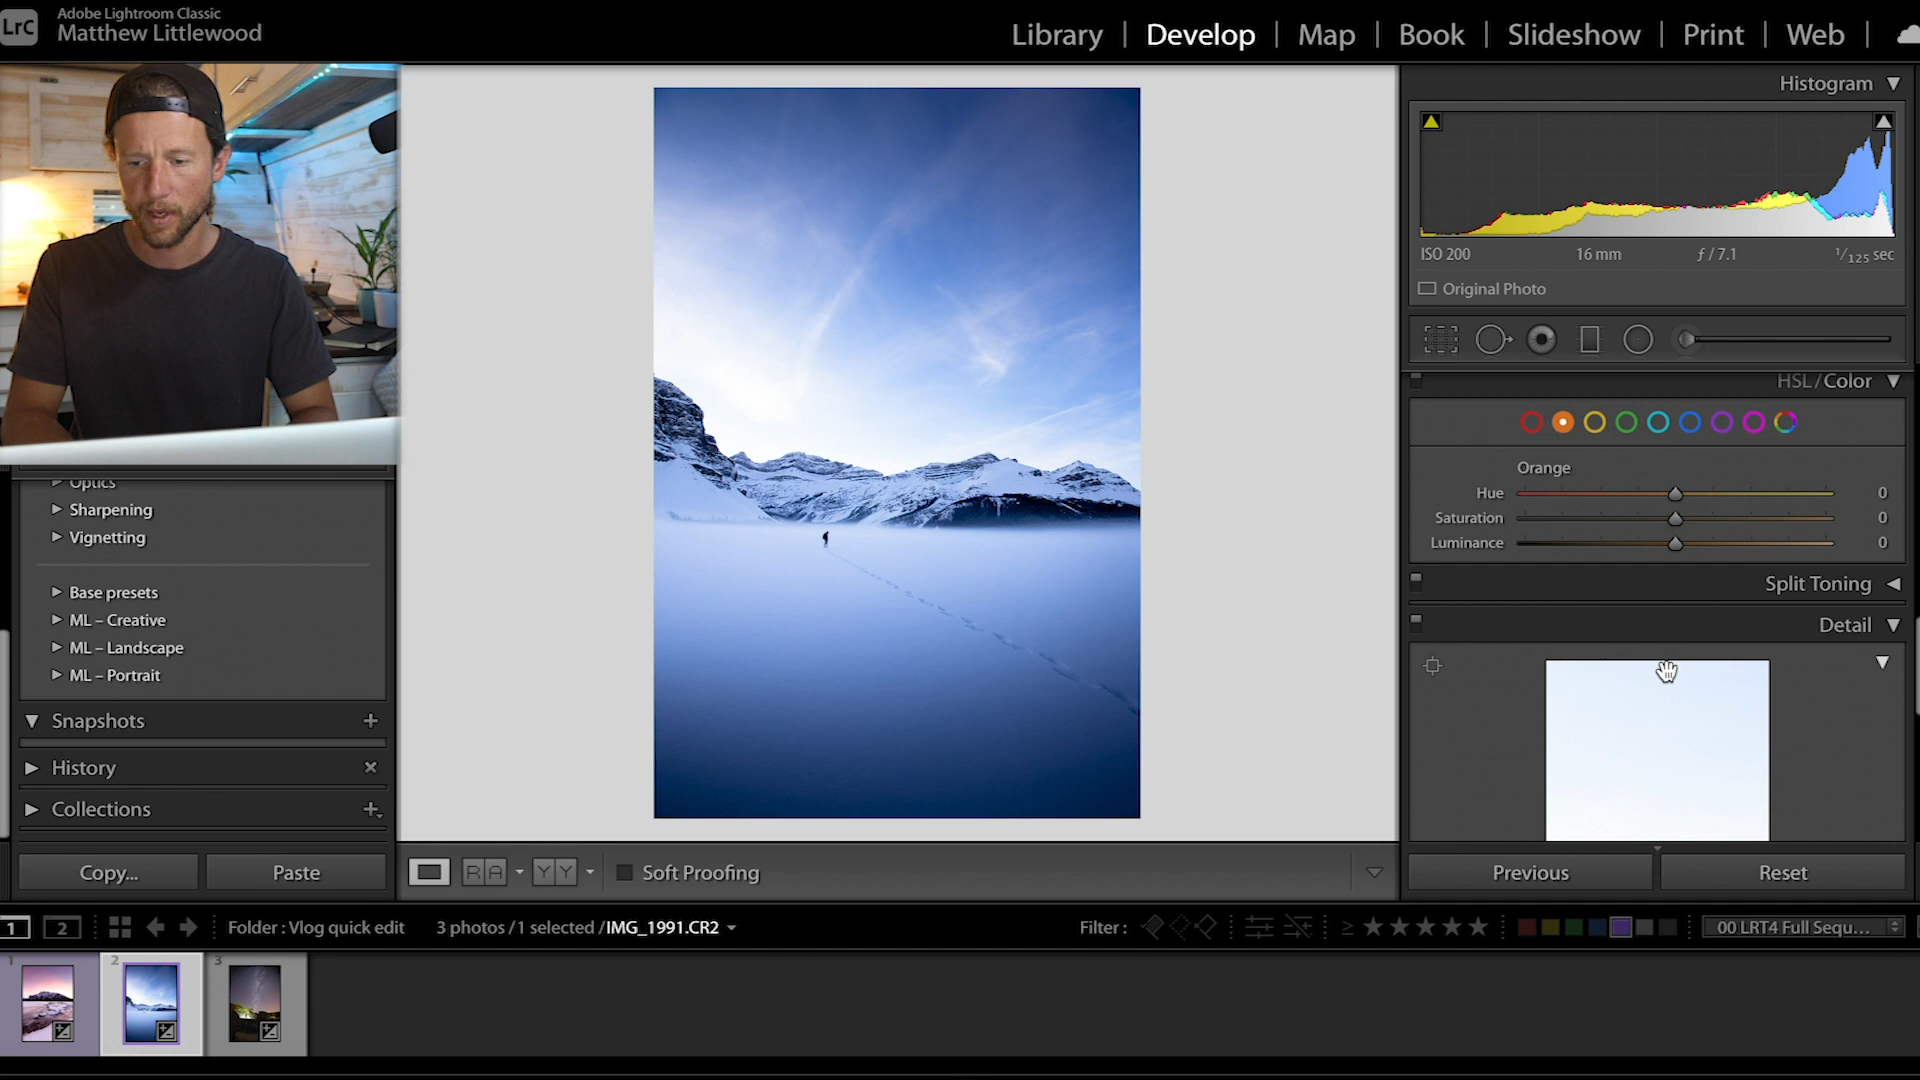 LrC
Adobe Lightroom Classic
Matthew Littlewood
Library | Develop | Map | Book | Slideshow | Print | Web |
Histogram
ISO 200 16 mm ƒ / 7.1 1/125 sec
Original Photo
HSL / Color
Orange
Hue 0
Saturation 0
Luminance 0
Split Toning
Detail
Optics
Sharpening
Vignetting
Base presets
ML – Creative
ML – Landscape
ML – Portrait
Snapshots +
History ×
Collections +
Copy... Paste
R A Y Y Soft Proofing
Previous Reset
1 2 Folder : Vlog quick edit 3 photos / 1 selected / IMG_1991.CR2 Filter : ≥ ★★★★★ 00 LRT4 Full Sequ...
1 2 3